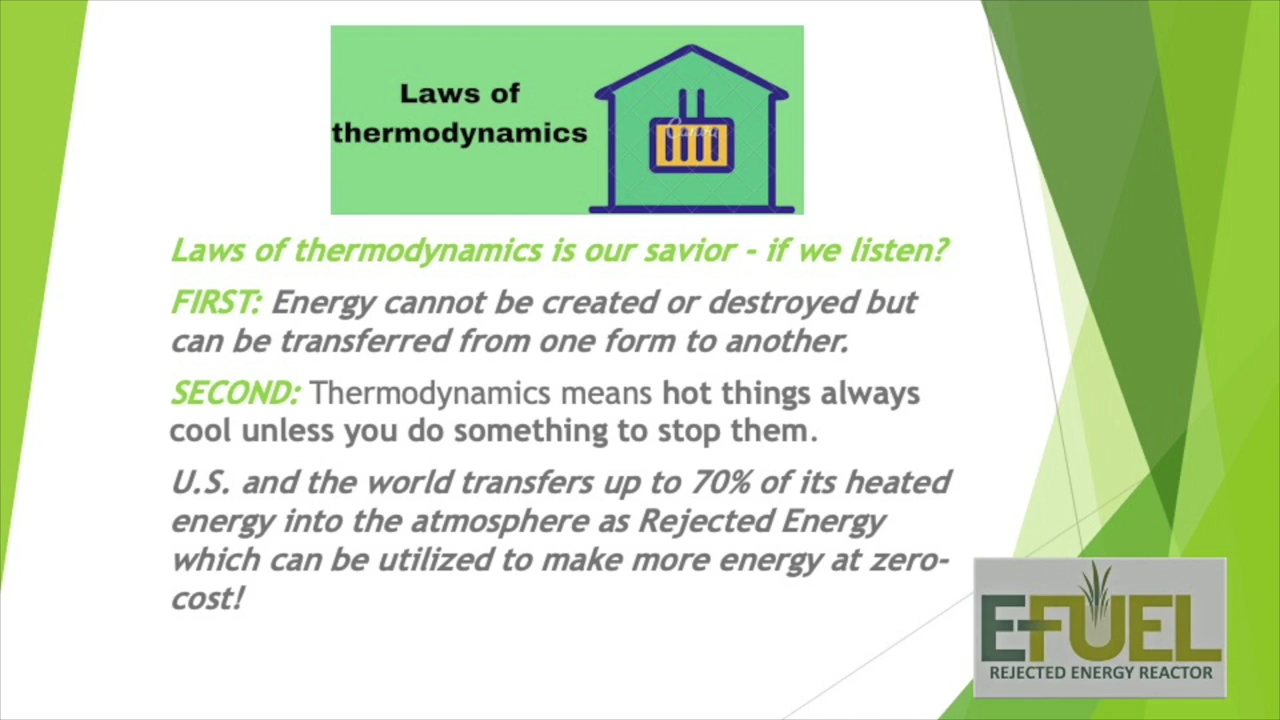 Laws of
thermodynamics
Canva
Laws of thermodynamics is our savior - if we listen?
FIRST: Energy cannot be created or destroyed but
can be transferred from one form to another.
SECOND: Thermodynamics means hot things always
cool unless you do something to stop them.
U.S. and the world transfers up to 70% of its heated
energy into the atmosphere as Rejected Energy
which can be utilized to make more energy at zero-
cost!
E-FUEL
REJECTED ENERGY REACTOR